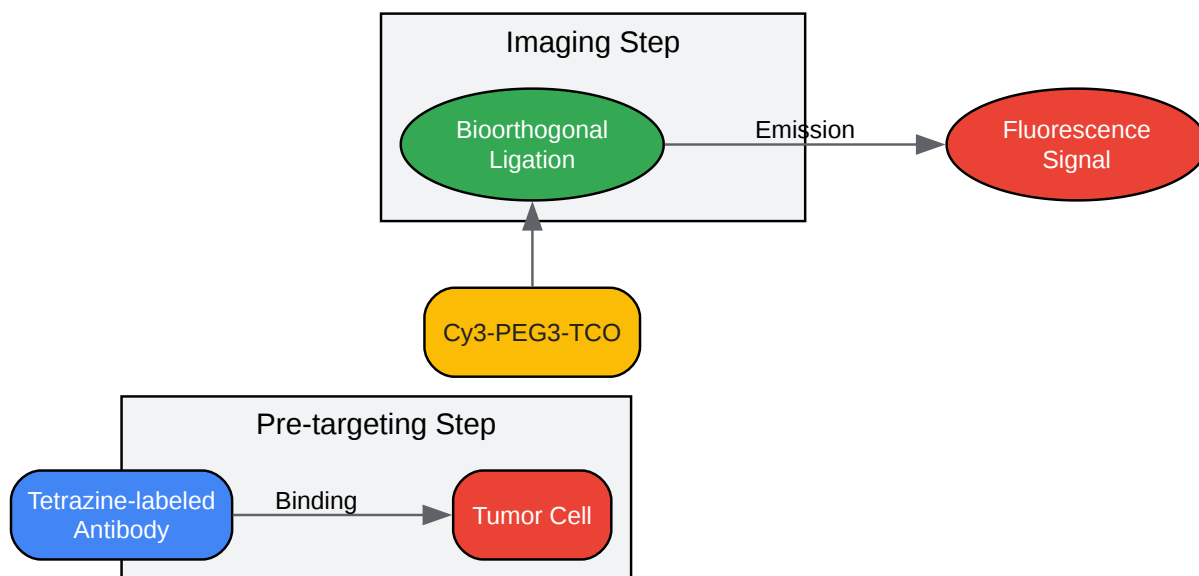 Imaging Step
Bioorthogonal
Ligation
Emission
Fluorescence
Signal
Cy3-PEG3-TCO
Pre-targeting Step
Tetrazine-labeled
Antibody
Binding
Tumor Cell